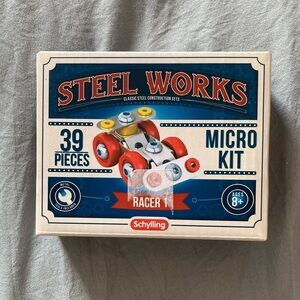 STEEL WORKS
CLASSIC STEEL CONSTRUCTION SETS
39
PIECES
MICRO
KIT
RACER 1
AGES
8+
Schylling